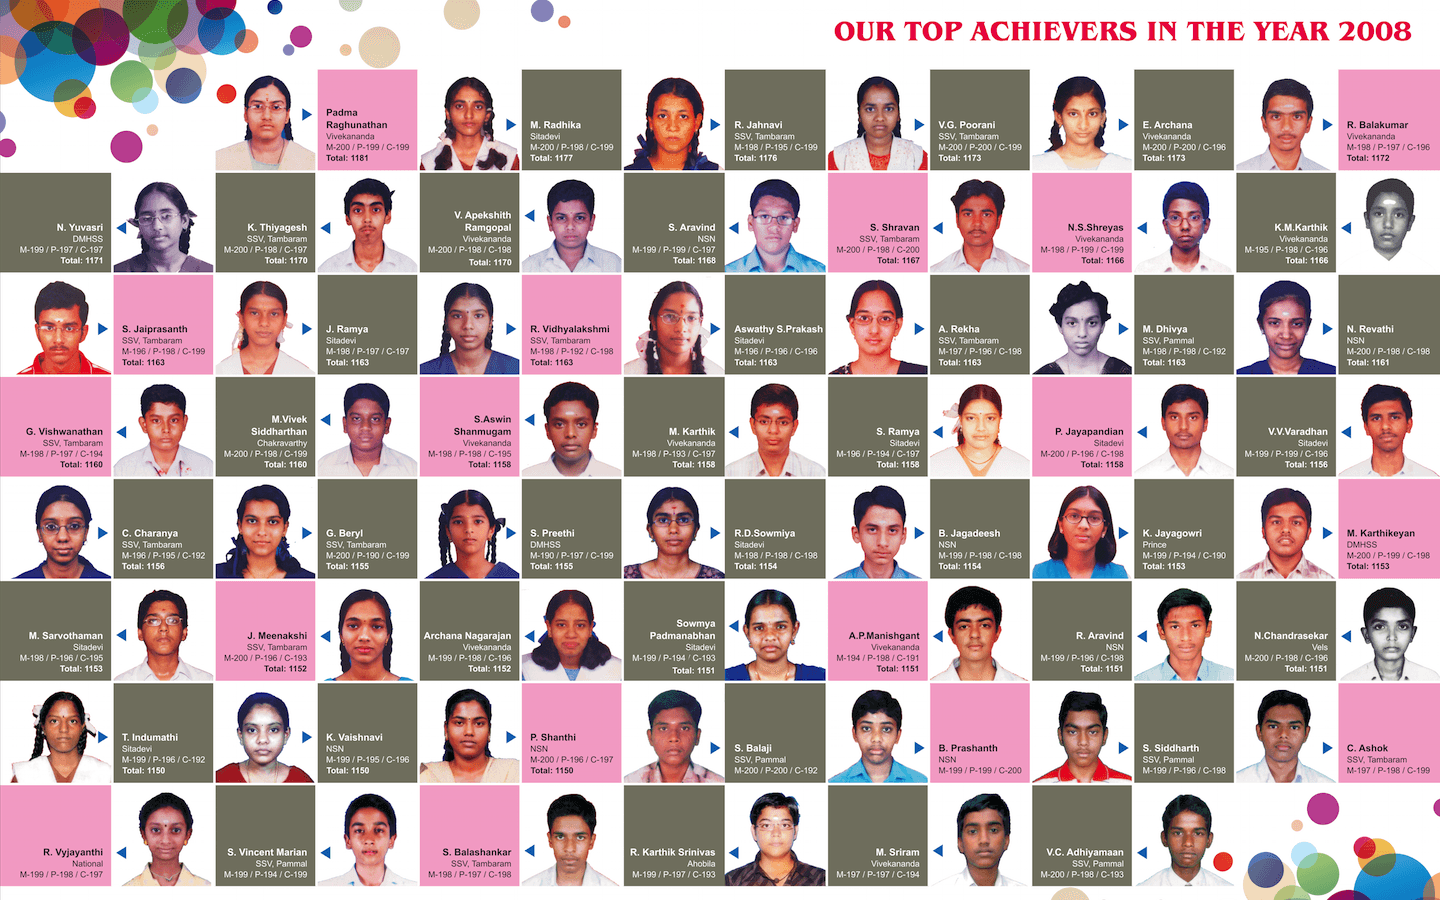 OUR TOP ACHIEVERS IN THE YEAR 2008
Padma
Raghunathan
Vivekananda
M-200 / P-199 / C-199
Total: 1181
M. Radhika
Sitadevi
M-200 / P-198 / C-199
Total: 1177
R. Jahnavi
SSV, Tambaram
M-198 / P-195 / C-199
Total: 1176
V.G. Poorani
SSV, Tambaram
M-200 / P-200 / C-199
Total: 1173
E. Archana
Vivekananda
M-200 / P-200 / C-196
Total: 1173
R. Balakumar
Vivekananda
M-198 / P-197 / C-196
Total: 1172
N. Yuvasri
DMHSS
M-199 / P-197 / C-197
Total: 1171
K. Thiyagesh
SSV, Tambaram
M-200 / P-198 / C-197
Total: 1170
V. Apekshith
Ramgopal
Vivekananda
M-200 / P-198 / C-198
Total: 1170
S. Aravind
NSN
M-199 / P-199 / C-197
Total: 1168
S. Shravan
SSV, Tambaram
M-200 / P-198 / C-200
Total: 1167
N.S.Shreyas
Vivekananda
M-198 / P-199 / C-199
Total: 1166
K.M.Karthik
Vivekananda
M-195 / P-198 / C-196
Total: 1166
S. Jaiprasanth
SSV, Tambaram
M-196 / P-198 / C-199
Total: 1163
J. Ramya
Sitadevi
M-198 / P-197 / C-197
Total: 1163
R. Vidhyalakshmi
SSV, Tambaram
M-198 / P-192 / C-198
Total: 1163
Aswathy S.Prakash
Sitadevi
M-196 / P-196 / C-196
Total: 1163
A. Rekha
SSV, Tambaram
M-197 / P-196 / C-198
Total: 1163
M. Dhivya
SSV, Pammal
M-198 / P-198 / C-192
Total: 1163
N. Revathi
NSN
M-200 / P-198 / C-198
Total: 1161
G. Vishwanathan
SSV, Tambaram
M-198 / P-197 / C-194
Total: 1160
M.Vivek
Siddharthan
Chakravarthy
M-200 / P-198 / C-199
Total: 1160
S.Aswin
Shanmugam
Vivekananda
M-198 / P-198 / C-195
Total: 1158
M. Karthik
Vivekananda
M-198 / P-193 / C-197
Total: 1158
S. Ramya
Sitadevi
M-196 / P-194 / C-197
Total: 1158
P. Jayapandian
Sitadevi
M-200 / P-196 / C-198
Total: 1158
V.V.Varadhan
Sitadevi
M-199 / P-199 / C-196
Total: 1156
C. Charanya
SSV, Tambaram
M-196 / P-195 / C-192
Total: 1156
G. Beryl
SSV, Tambaram
M-200 / P-190 / C-199
Total: 1155
S. Preethi
DMHSS
M-190 / P-197 / C-199
Total: 1155
R.D.Sowmiya
Sitadevi
M-198 / P-198 / C-198
Total: 1154
B. Jagadeesh
NSN
M-199 / P-198 / C-198
Total: 1154
K. Jayagowri
Prince
M-199 / P-194 / C-190
Total: 1153
M. Karthikeyan
DMHSS
M-200 / P-199 / C-198
Total: 1153
M. Sarvothaman
Sitadevi
M-198 / P-196 / C-195
Total: 1153
J. Meenakshi
SSV, Tambaram
M-200 / P-196 / C-193
Total: 1152
Archana Nagarajan
Vivekananda
M-199 / P-198 / C-196
Total: 1152
Sowmya
Padmanabhan
Sitadevi
M-199 / P-194 / C-193
Total: 1151
A.P.Manishgant
Vivekananda
M-194 / P-198 / C-191
Total: 1151
R. Aravind
NSN
M-199 / P-196 / C-198
Total: 1151
N.Chandrasekar
Vels
M-200 / P-198 / C-196
Total: 1151
T. Indumathi
Sitadevi
M-199 / P-196 / C-192
Total: 1150
K. Vaishnavi
NSN
M-199 / P-195 / C-196
Total: 1150
P. Shanthi
NSN
M-200 / P-196 / C-197
Total: 1150
S. Balaji
SSV, Pammal
M-200 / P-200 / C-192
B. Prashanth
NSN
M-199 / P-199 / C-200
S. Siddharth
SSV, Pammal
M-199 / P-196 / C-198
C. Ashok
SSV, Tambaram
M-197 / P-198 / C-199
R. Vyjayanthi
National
M-199 / P-198 / C-197
S. Vincent Marian
SSV, Pammal
M-199 / P-194 / C-199
S. Balashankar
SSV, Tambaram
M-198 / P-197 / C-198
R. Karthik Srinivas
Ahobila
M-199 / P-197 / C-193
M. Sriram
Vivekananda
M-197 / P-197 / C-194
V.C. Adhiyamaan
SSV, Pammal
M-200 / P-198 / C-193